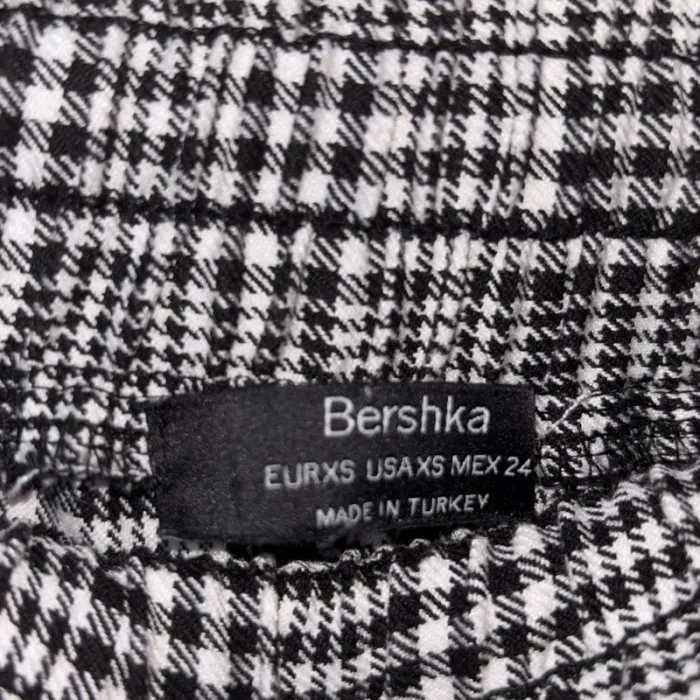 Bershka
EURXS USAXS MEX 24
MADE IN TURKEY